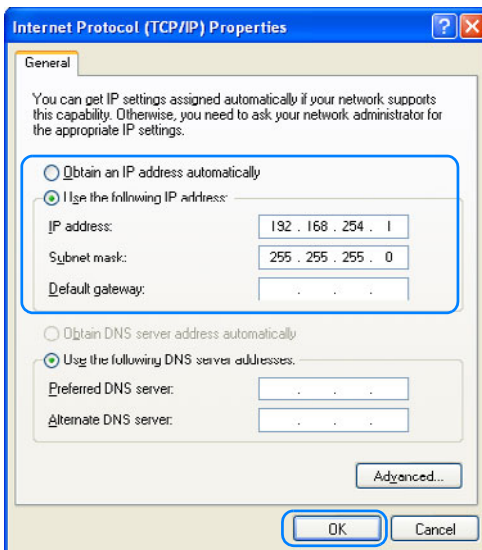 Internet Protocol (TCP/IP) Properties
General
You can get IP settings assigned automatically if your network supports
this capability. Otherwise, you need to ask your network administrator for
the appropriate IP settings.
Obtain an IP address automatically
Use the following IP address:
IP address: 192 . 168 . 254 . 1
Subnet mask: 255 . 255 . 255 . 0
Default gateway: . . .
Obtain DNS server address automatically
Use the following DNS server addresses:
Preferred DNS server: . . .
Alternate DNS server: . . .
Advanced...
OK Cancel